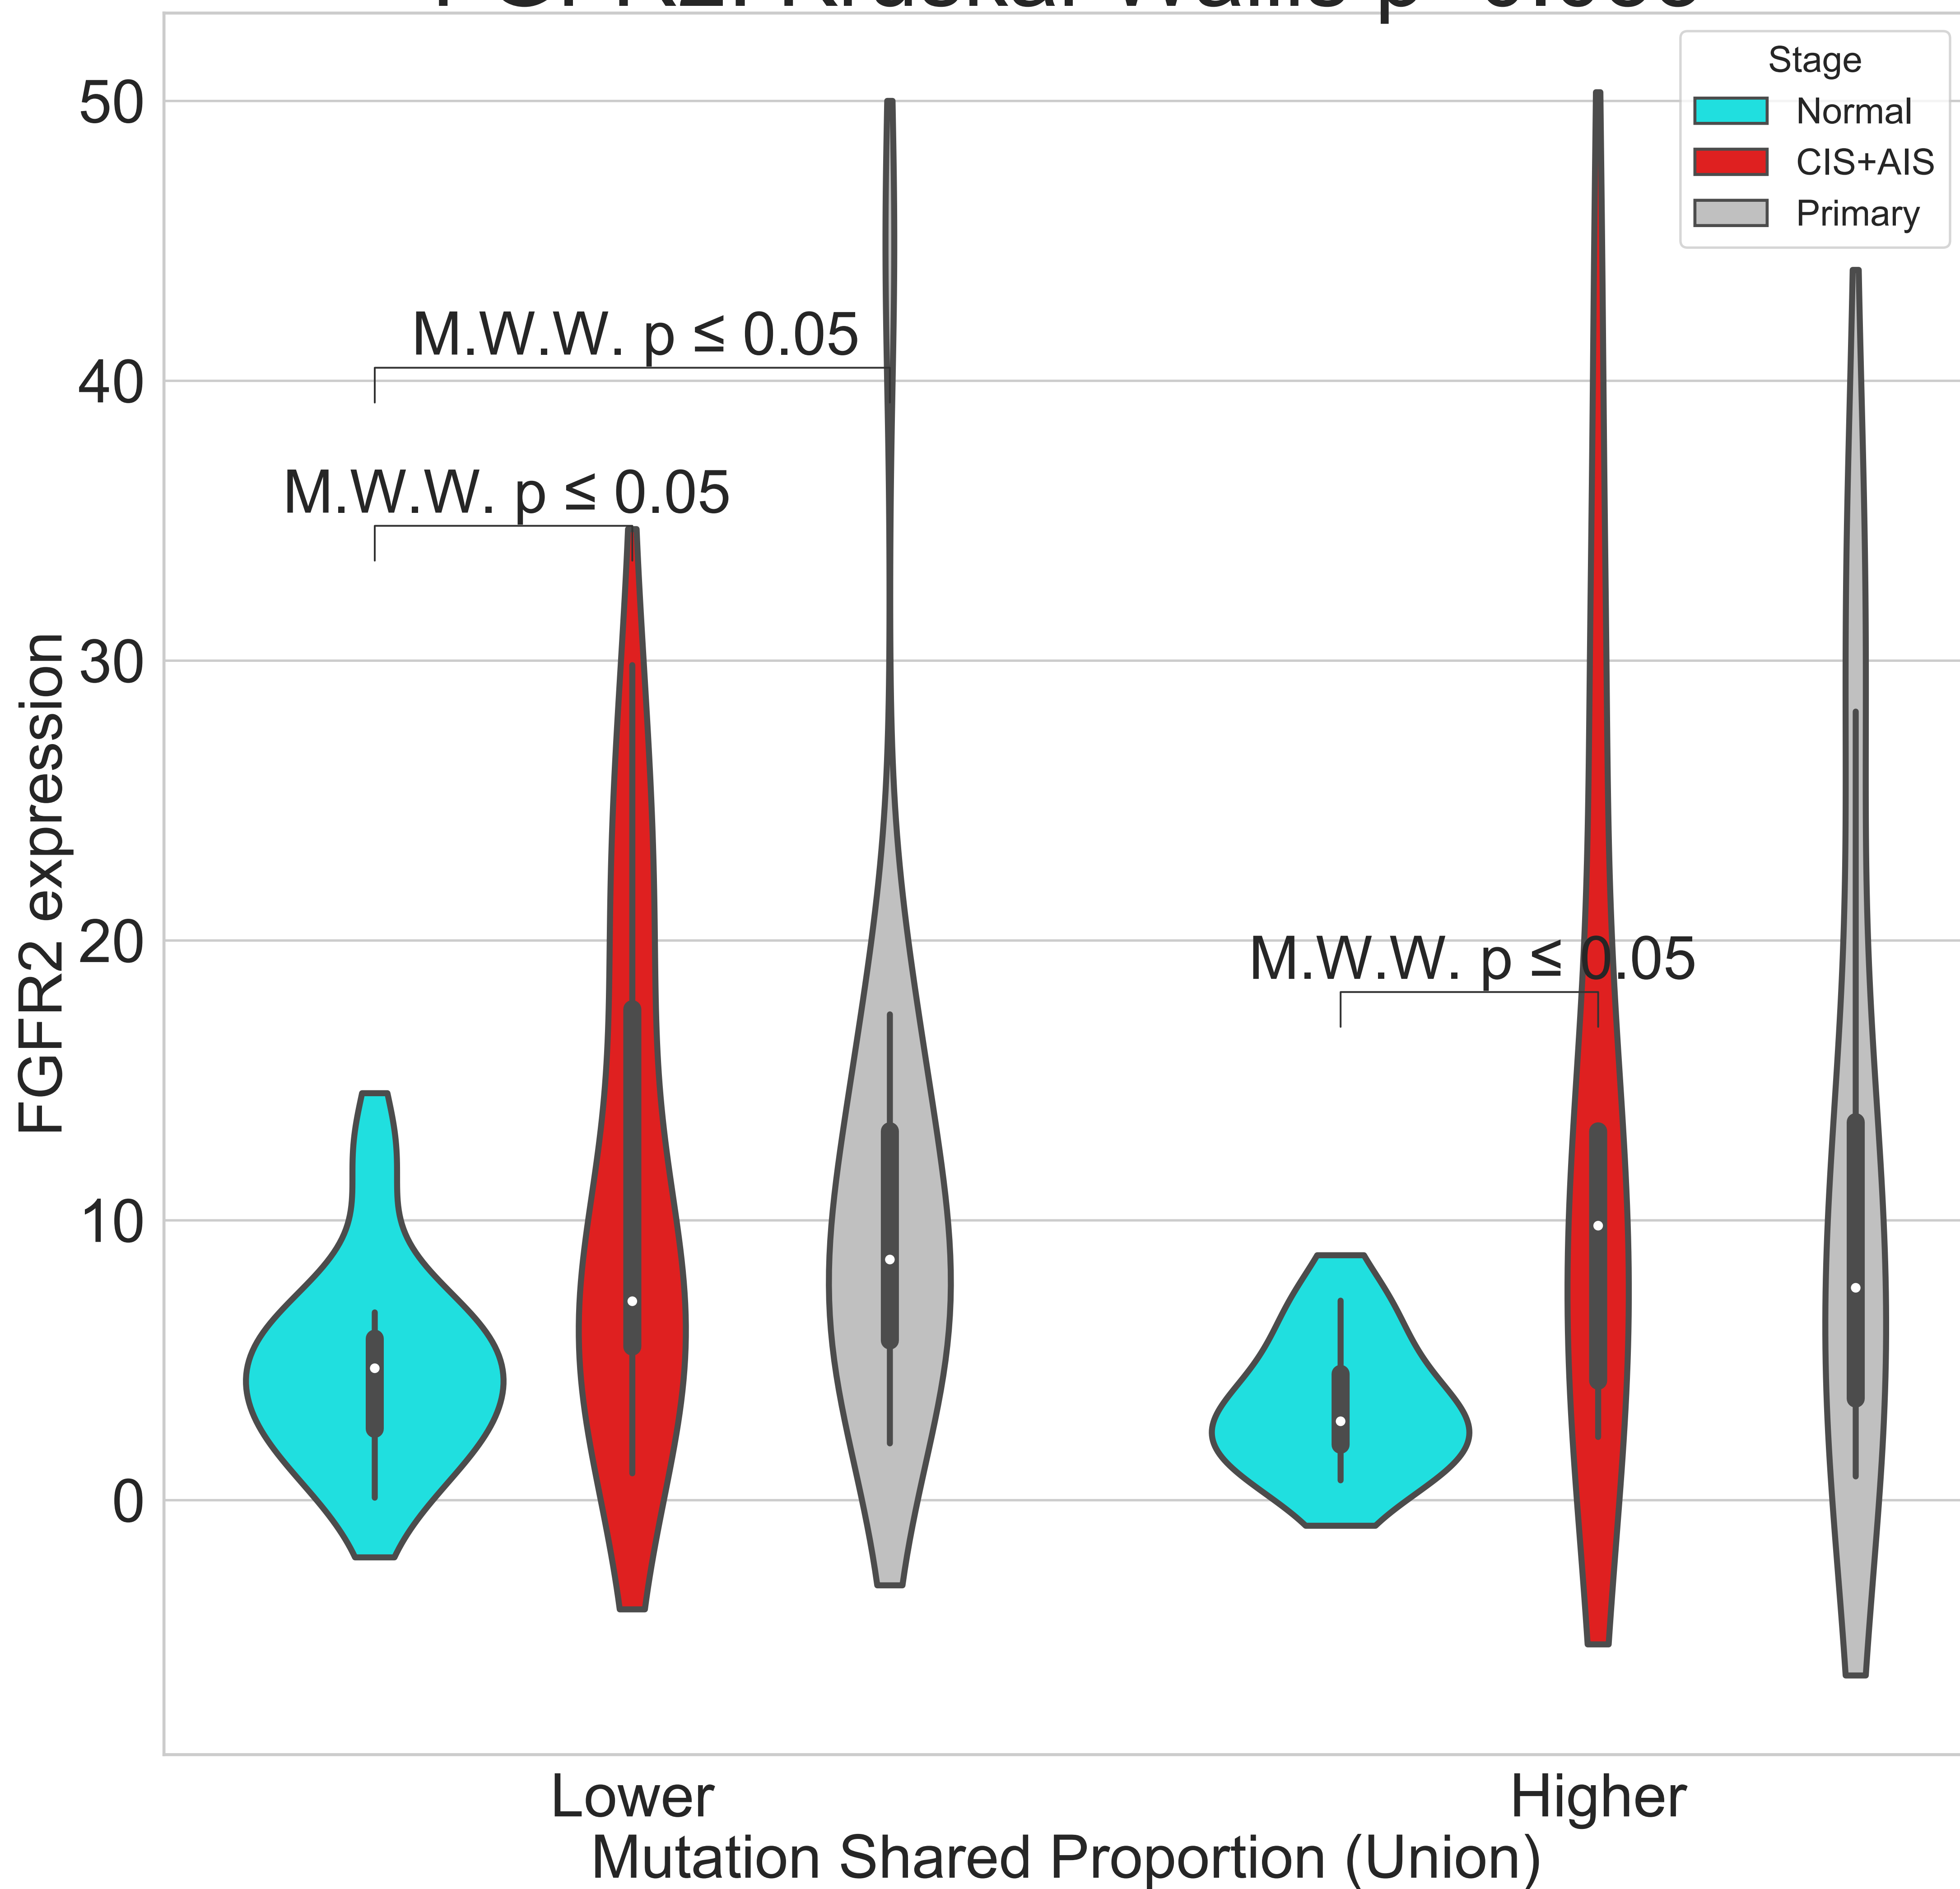 50
40
30
20
10
0
FGFR2 expression
Stage
Normal
CIS+AIS
Primary
M.W.W. p ≤ 0.05
M.W.W. p ≤ 0.05
M.W.W. p ≤ 0.05
Lower
Higher
Mutation Shared Proportion (Union)